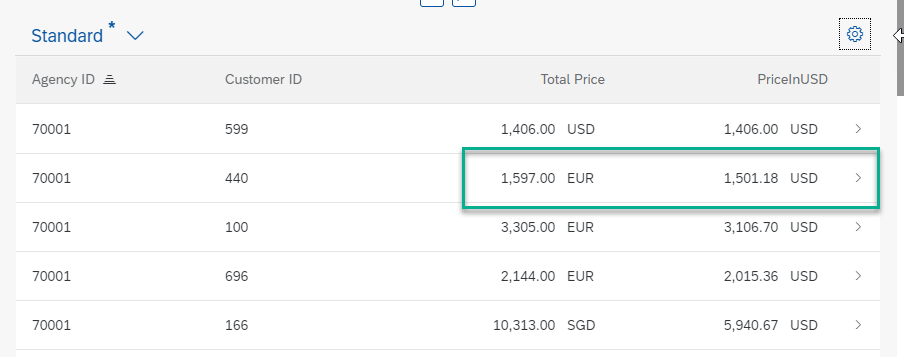 Standard *
Agency ID Customer ID Total Price PriceInUSD
70001 599 1,406.00 USD 1,406.00 USD
70001 440 1,597.00 EUR 1,501.18 USD
70001 100 3,305.00 EUR 3,106.70 USD
70001 696 2,144.00 EUR 2,015.36 USD
70001 166 10,313.00 SGD 5,940.67 USD